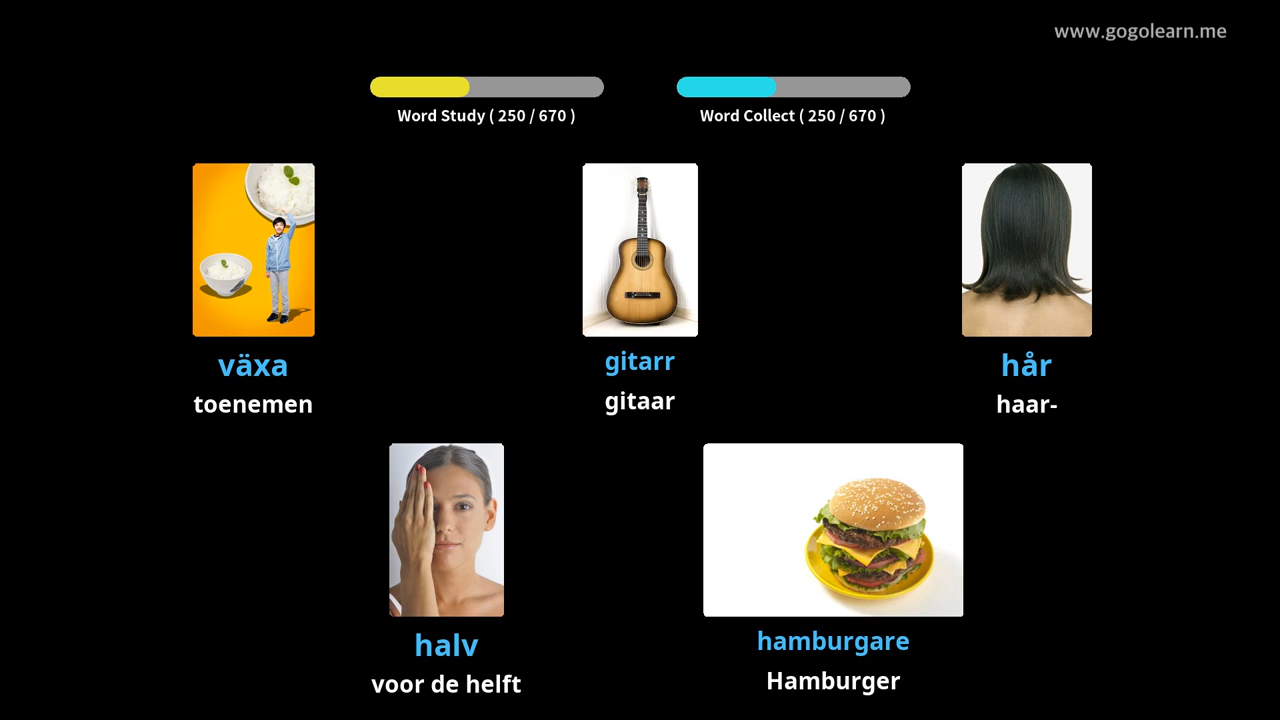 www.gogolearn.me
Word Study ( 250 / 670 )
Word Collect ( 250 / 670 )
växa
toenemen
gitarr
gitaar
hår
haar-
halv
voor de helft
hamburgare
Hamburger